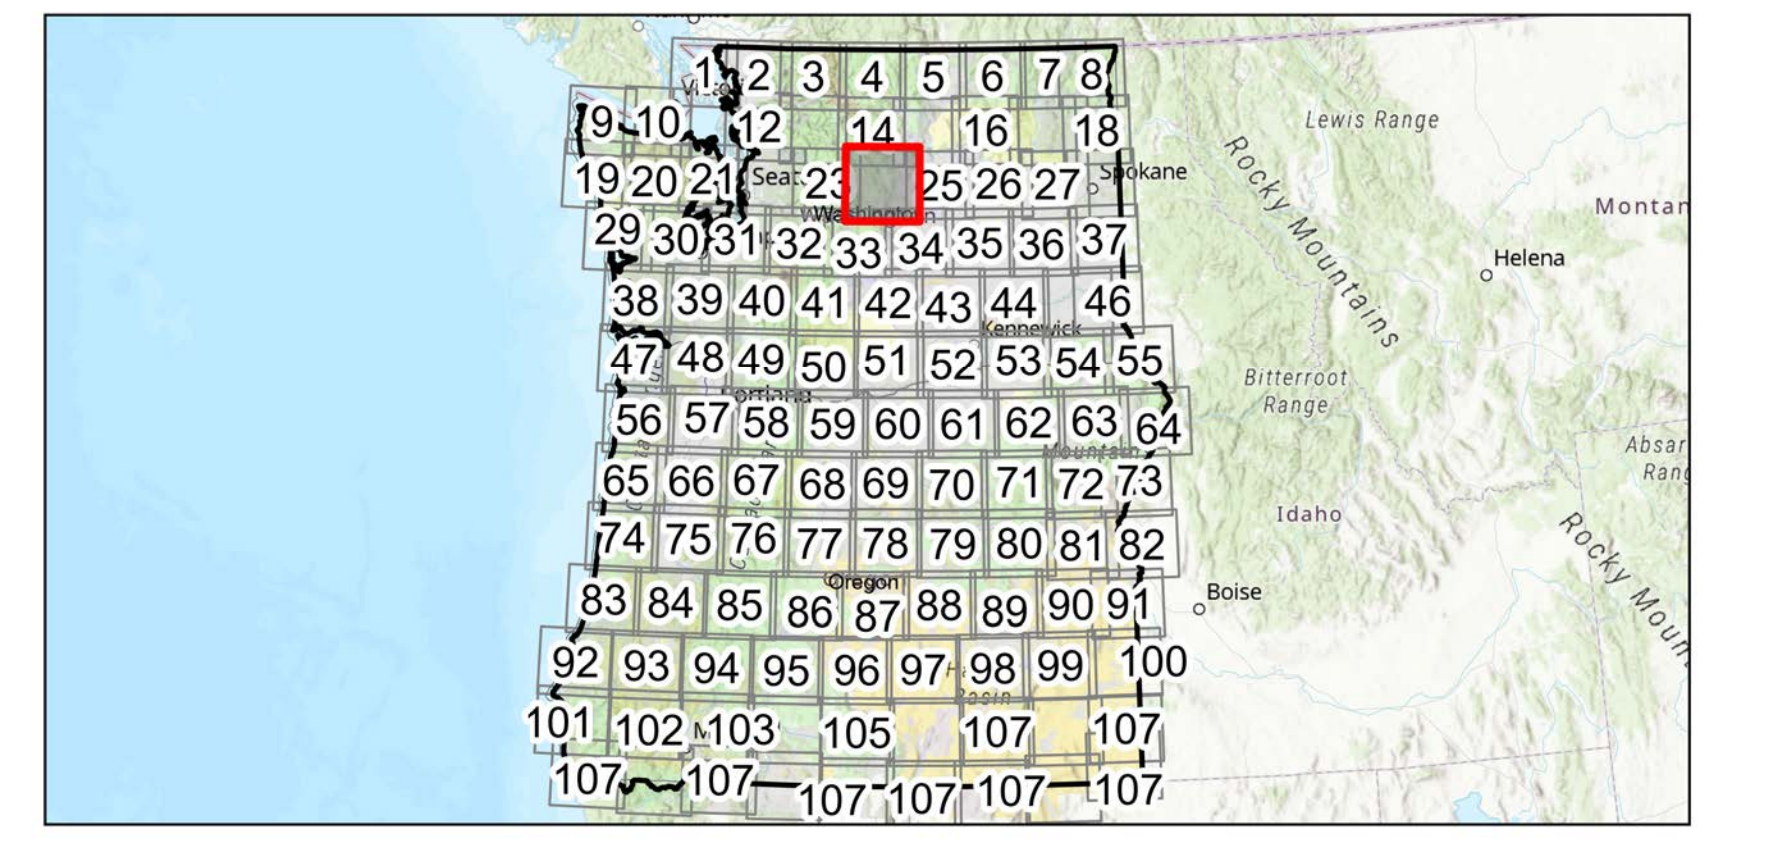 1 2 3 4 5 6 7 8
9 10 12 14 16 18
Lewis Range
19 20 21 23 25 26 27
Spokane
Washington
29 30 31 32 33 34 35 36 37
Rocky Mountains
Montan
Helena
38 39 40 41 42 43 44 46
Kennewick
47 48 49 50 51 52 53 54 55
Portland
Bitterroot
Range
56 57 58 59 60 61 62 63 64
Mountain
Absar
Rang
65 66 67 68 69 70 71 72 73
Idaho
74 75 76 77 78 79 80 81 82
Rocky Moun
Oregon
Boise
83 84 85 86 87 88 89 90 91
92 93 94 95 96 97 98 99 100
Basin
101 102 103 105 107 107
107 107 107 107 107 107